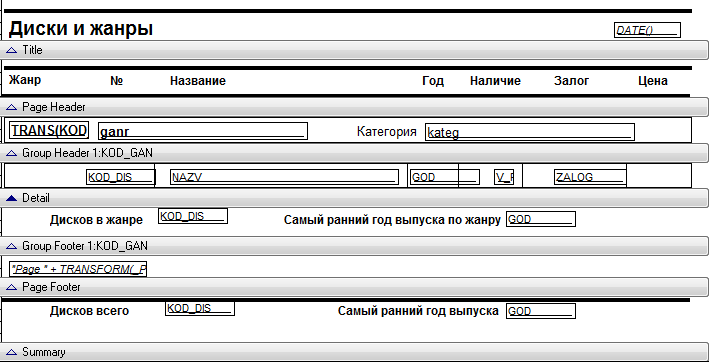 Диски и жанры DATE()
Title
Жанр № Название Год Наличие Залог Цена
Page Header
TRANS(KOD ganr Категория kateg
Group Header 1:KOD_GAN
KOD_DIS NAZV GOD ZALOG
Detail
Дисков в жанре KOD_DIS Самый ранний год выпуска по жанру GOD
Group Footer 1:KOD_GAN
"Page " + TRANSFORM(_P
Page Footer
Дисков всего KOD_DIS Самый ранний год выпуска GOD
Summary